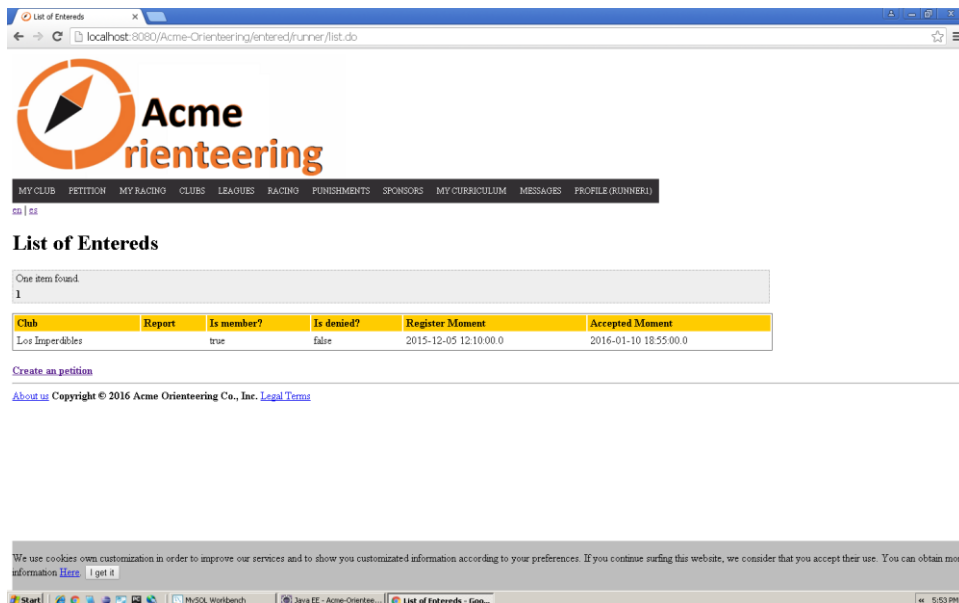 List of Entereds
localhost:8080/Acme-Orienteering/entered/runner/list.do
Acme
rienteering
MY CLUB PETITION MY RACING CLUBS LEAGUES RACING PUNISHMENTS SPONSORS MY CURRICULUM MESSAGES PROFILE (RUNNER1)
en | es
List of Entereds
One item found.
1
Club Report Is member? Is denied? Register Moment Accepted Moment
Los Imperdibles true false 2015-12-05 12:10:00.0 2016-01-10 18:55:00.0
Create an petition
About us Copyright © 2016 Acme Orienteering Co., Inc. Legal Terms
We use cookies own customization in order to improve our services and to show you customizated information according to your preferences. If you continue surfing this website, we consider that you accept their use. You can obtain mor
information Here. I get it
Start MySQL Workbench Java EE - Acme-Orientee... List of Entereds - Goo... 5:53 PM